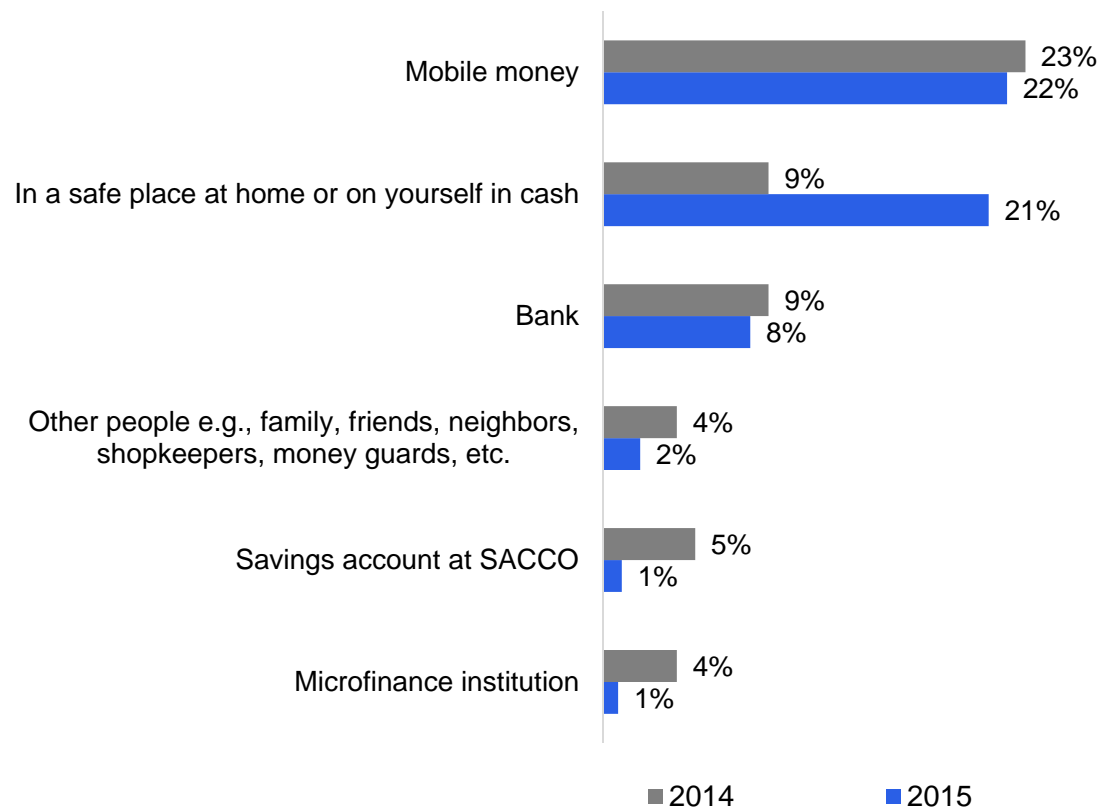 Mobile money
23%
22%
In a safe place at home or on yourself in cash
9%
21%
Bank
9%
8%
Other people e.g., family, friends, neighbors,
shopkeepers, money guards, etc.
4%
2%
Savings account at SACCO
5%
1%
Microfinance institution
4%
1%
2014
2015